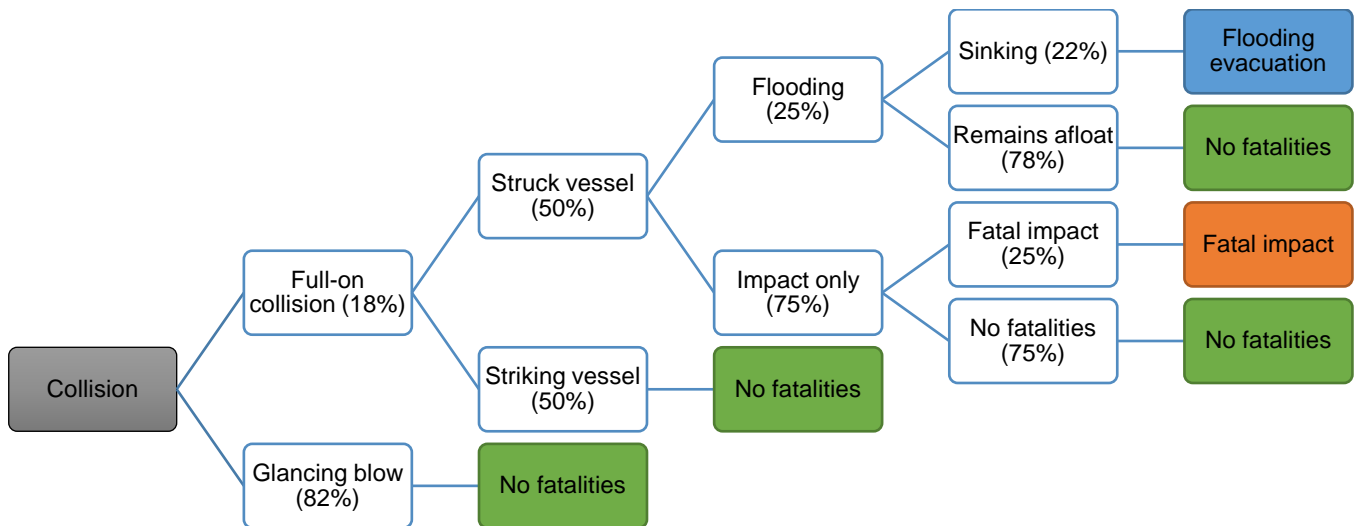 Collision
Full-on
collision (18%)
Glancing blow
(82%)
Struck vessel
(50%)
Striking vessel
(50%)
No fatalities
Flooding
(25%)
Impact only
(75%)
No fatalities
Sinking (22%)
Remains afloat
(78%)
Fatal impact
(25%)
No fatalities
(75%)
Flooding
evacuation
No fatalities
Fatal impact
No fatalities